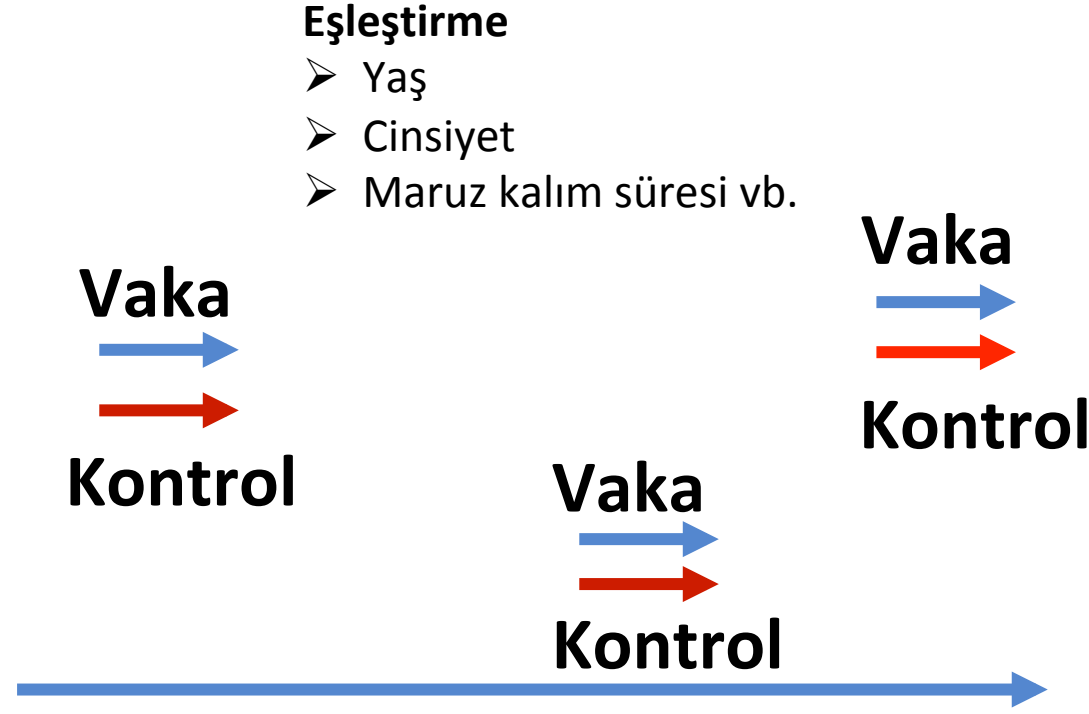 Eşleştirme
➢ Yaş
➢ Cinsiyet
➢ Maruz kalım süresi vb.
Vaka
Kontrol
Vaka
Kontrol
Vaka
Kontrol